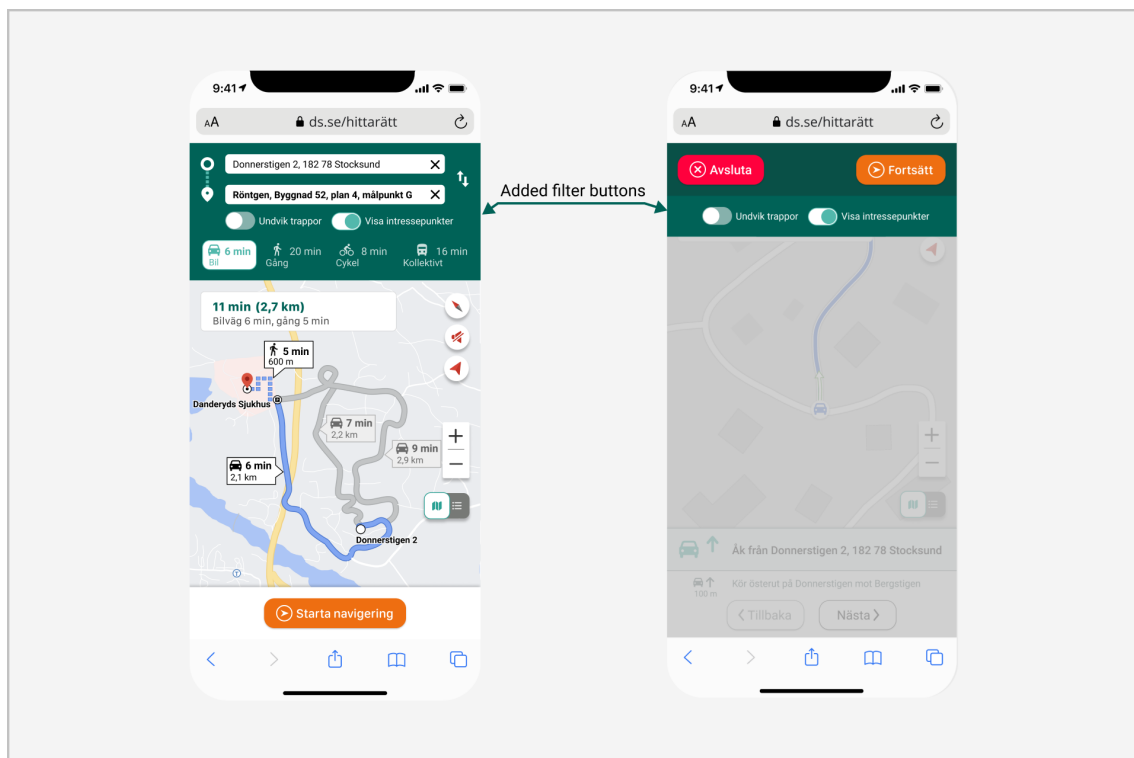 9:41
AA ds.se/hittarätt
Donnerstigen 2, 182 78 Stocksund
Röntgen, Byggnad 52, plan 4, målpunkt G
Undvik trappor Visa intressepunkter
6 min 20 min 8 min 16 min
Bil Gång Cykel Kollektivt
11 min (2,7 km)
Bilväg 6 min, gång 5 min
5 min
600 m
Danderyds Sjukhus
7 min
2,2 km
9 min
2,9 km
6 min
2,1 km
Donnerstigen 2
T
Starta navigering
Added filter buttons
9:41
AA ds.se/hittarätt
Avsluta Fortsätt
Undvik trappor Visa intressepunkter
Åk från Donnerstigen 2, 182 78 Stocksund
Kör österut på Donnerstigen mot Bergstigen
100 m
Tillbaka Nästa